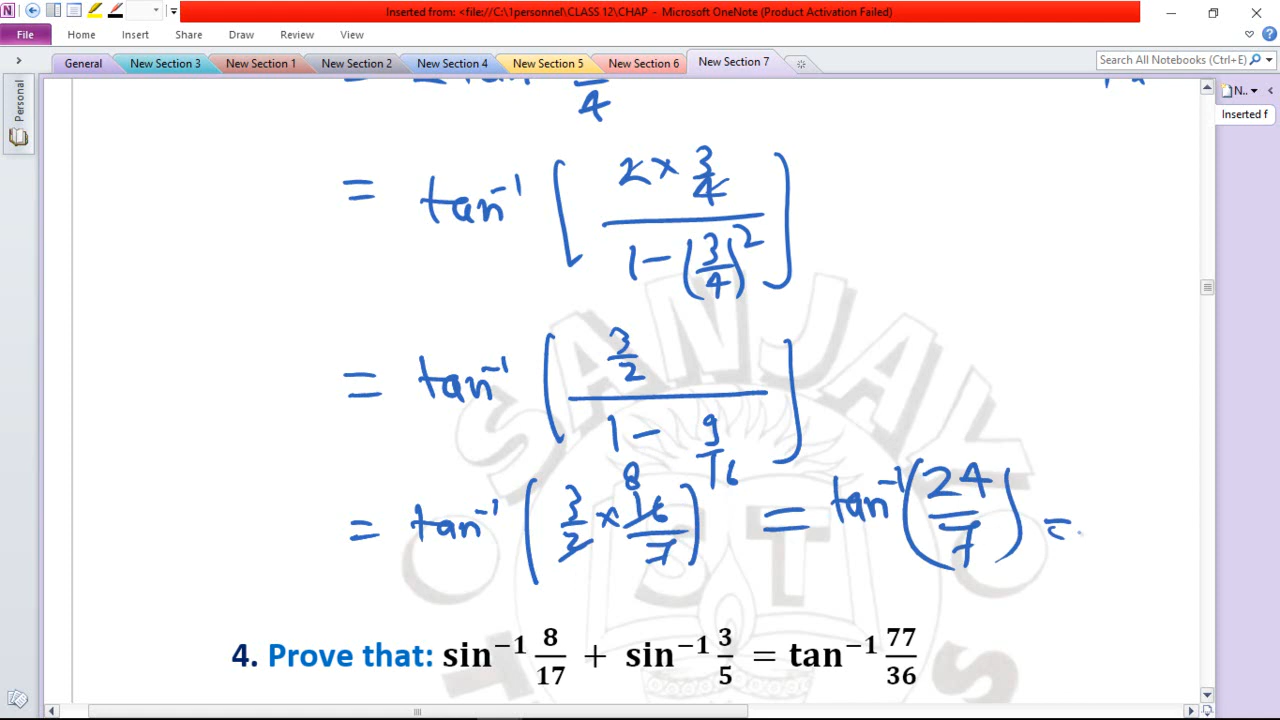 Inserted from: <file://C:\1personnel\CLASS 12\CHAP - Microsoft OneNote (Product Activation Failed)
File Home Insert Share Draw Review View
General New Section 3 New Section 1 New Section 2 New Section 4 New Section 5 New Section 6 New Section 7 Search All Notebooks (Ctrl+E)
Personal
N..
Inserted f
4
= tan⁻¹ [ (2 × 3/4) / (1 − (3/4)²) ]
= tan⁻¹ [ (3/2) / (1 − 9/16) ]
= tan⁻¹ ( 3/2 × 16/7 ) = tan⁻¹ ( 24/7 ) =
8
4. Prove that: sin⁻¹ 8/17 + sin⁻¹ 3/5 = tan⁻¹ 77/36
SANJAL